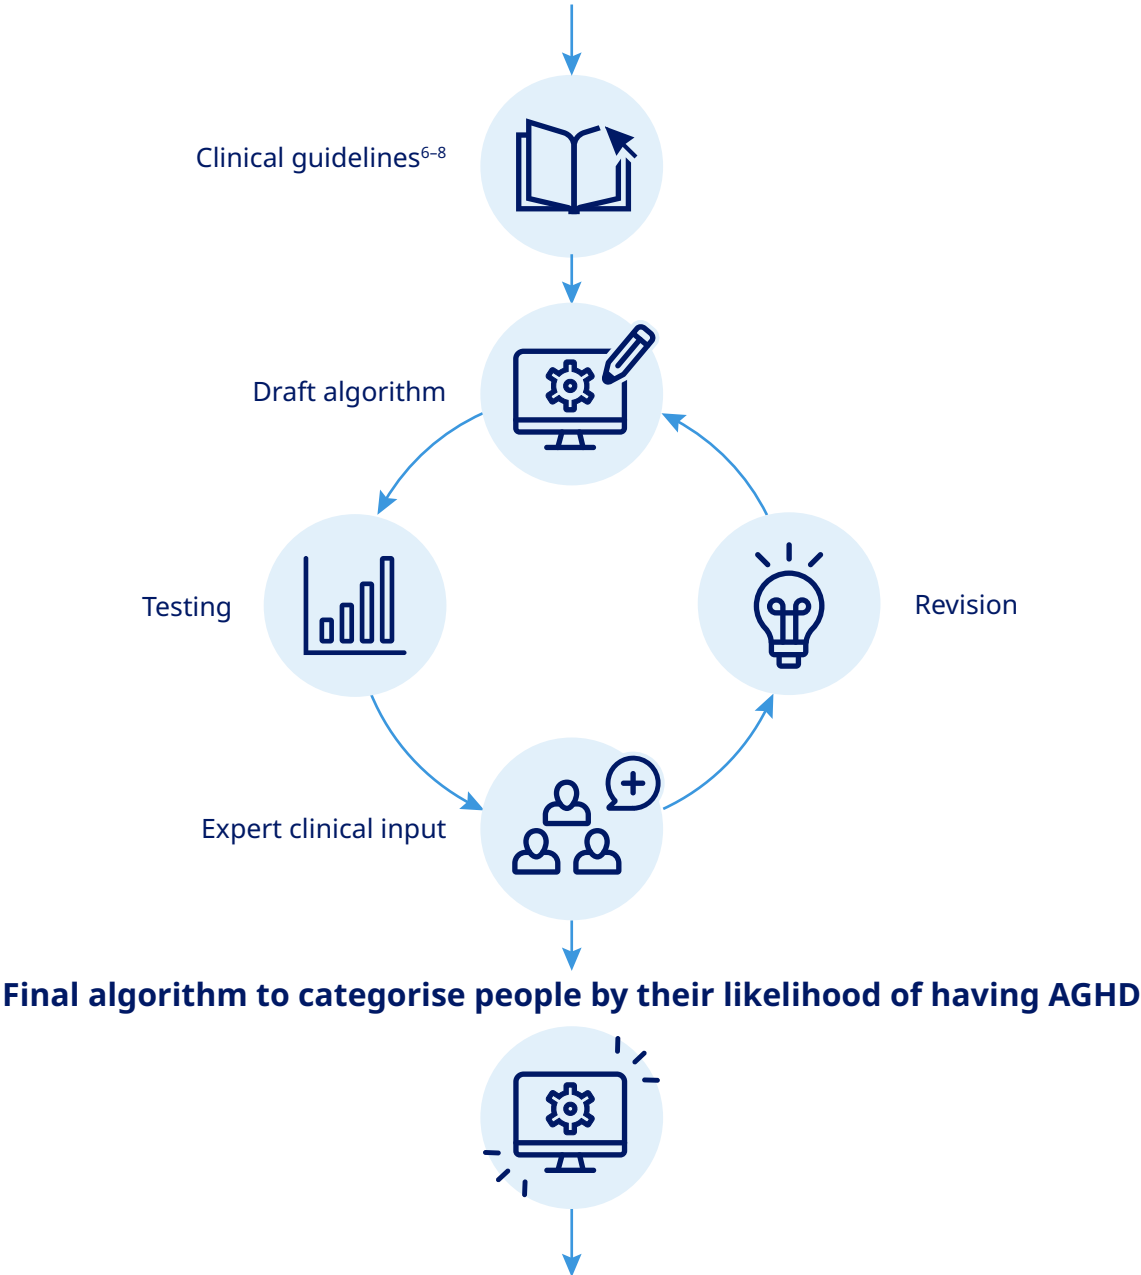 Clinical guidelines6–8
Draft algorithm
Testing
Revision
Expert clinical input
Final algorithm to categorise people by their likelihood of having AGHD